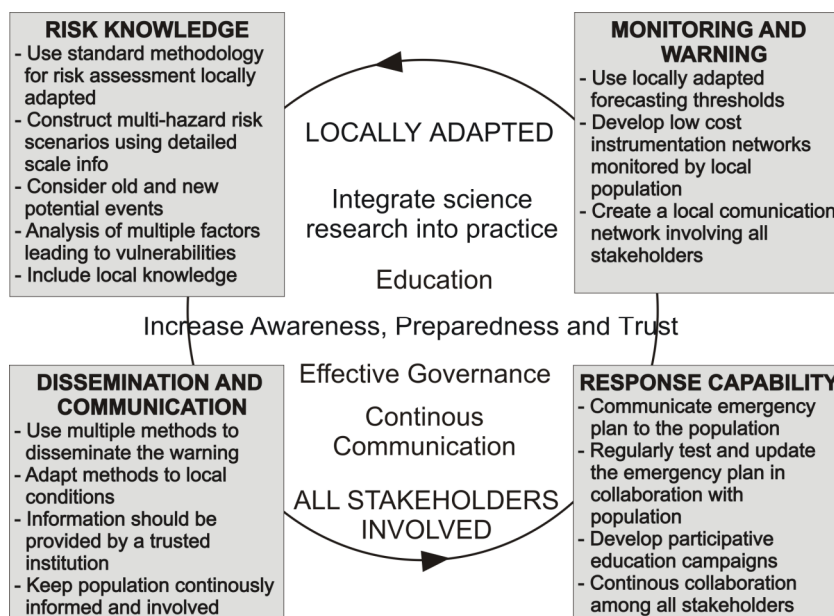 RISK KNOWLEDGE
- Use standard methodology
for risk assessment locally
adapted
- Construct multi-hazard risk
scenarios using detailed
scale info
- Consider old and new
potential events
- Analysis of multiple factors
leading to vulnerabilities
- Include local knowledge
MONITORING AND
WARNING
- Use locally adapted
forecasting thresholds
- Develop low cost
instrumentation networks
monitored by local
population
- Create a local comunication
network involving all
stakeholders
LOCALLY ADAPTED
Integrate science
research into practice
Education
Increase Awareness, Preparedness and Trust
Effective Governance
Continous
Communication
ALL STAKEHOLDERS
INVOLVED
DISSEMINATION AND
COMMUNICATION
- Use multiple methods to
disseminate the warning
- Adapt methods to local
conditions
- Information should be
provided by a trusted
institution
- Keep population continously
informed and involved
RESPONSE CAPABILITY
- Communicate emergency
plan to the population
- Regularly test and update
the emergency plan in
collaboration with
population
- Develop participative
education campaigns
- Continous collaboration
among all stakeholders